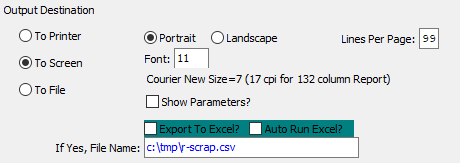 Output Destination
To Printer
Portrait
Landscape
Lines Per Page: 99
To Screen
Font: 11
Courier New Size=7 (17 cpi for 132 column Report)
To File
Show Parameters?
Export To Excel?
Auto Run Excel?
If Yes, File Name: c:\tmp\r-scrap.csv